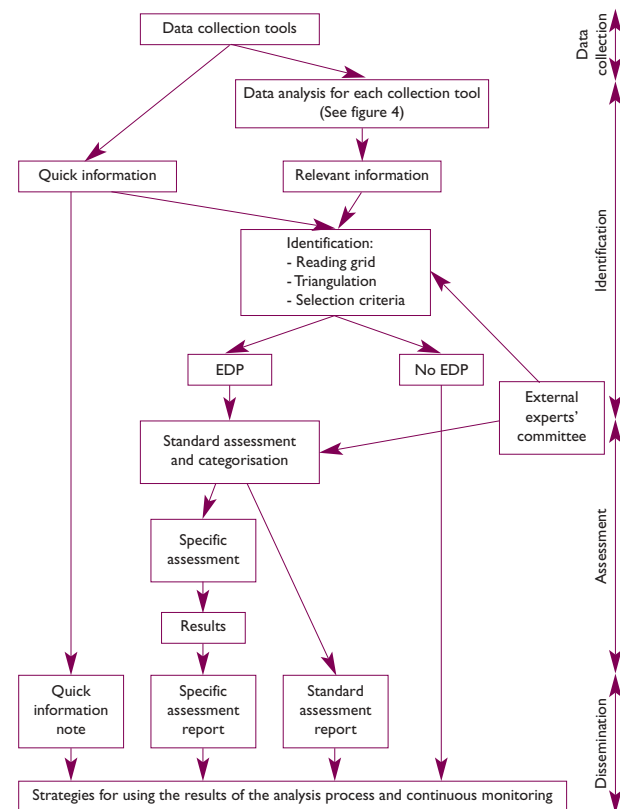 Data collection tools
Data
collection
Data analysis for each collection tool
(See figure 4)
Quick information
Relevant information
Identification:
- Reading grid
- Triangulation
- Selection criteria
Identification
EDP
No EDP
External
experts'
committee
Standard assessment
and categorisation
Specific
assessment
Assessment
Results
Quick
information
note
Specific
assessment
report
Standard
assessment
report
Dissemination
Strategies for using the results of the analysis process and continuous monitoring